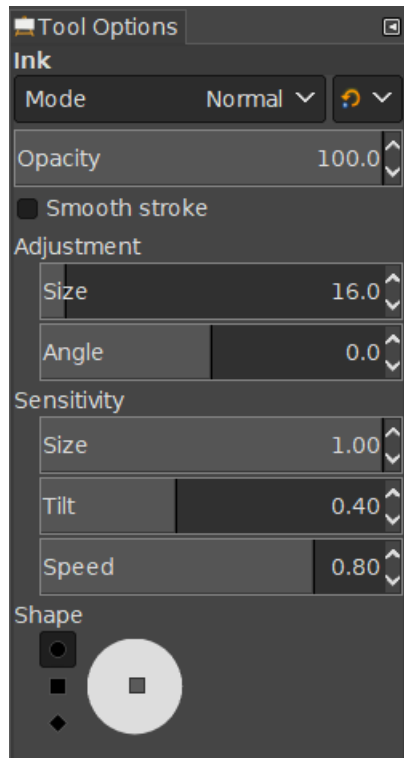 Tool Options
Ink
Mode Normal
Opacity 100.0
Smooth stroke
Adjustment
Size 16.0
Angle 0.0
Sensitivity
Size 1.00
Tilt 0.40
Speed 0.80
Shape